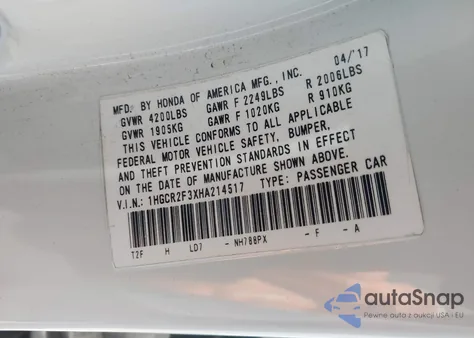 MFD. BY HONDA OF AMERICA MFG., INC. 04/'17
GVWR 4200LBS GAWR F 2249LBS R 2006LBS
GVWR 1905KG GAWR F 1020KG R 910KG
THIS VEHICLE CONFORMS TO ALL APPLICABLE
FEDERAL MOTOR VEHICLE SAFETY, BUMPER,
AND THEFT PREVENTION STANDARDS IN EFFECT
ON THE DATE OF MANUFACTURE SHOWN ABOVE.
V.I.N.: 1HGCR2F3XHA214517 TYPE: PASSENGER CAR
T2F H LD7 -NH788PX -F -A
autoSnap
Pewne auto z aukcji USA i EU